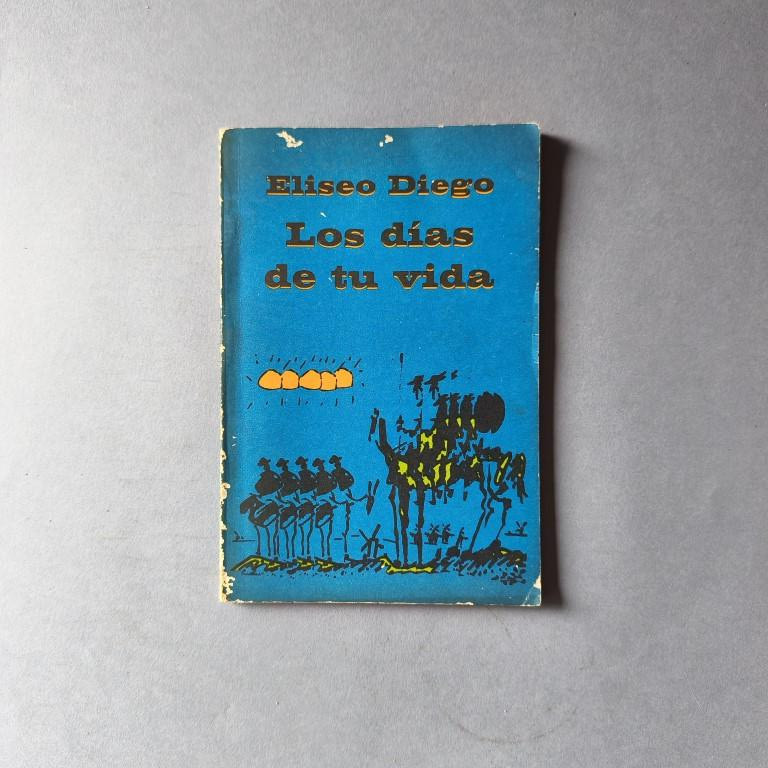 Eliseo Diego
Los días
de tu vida